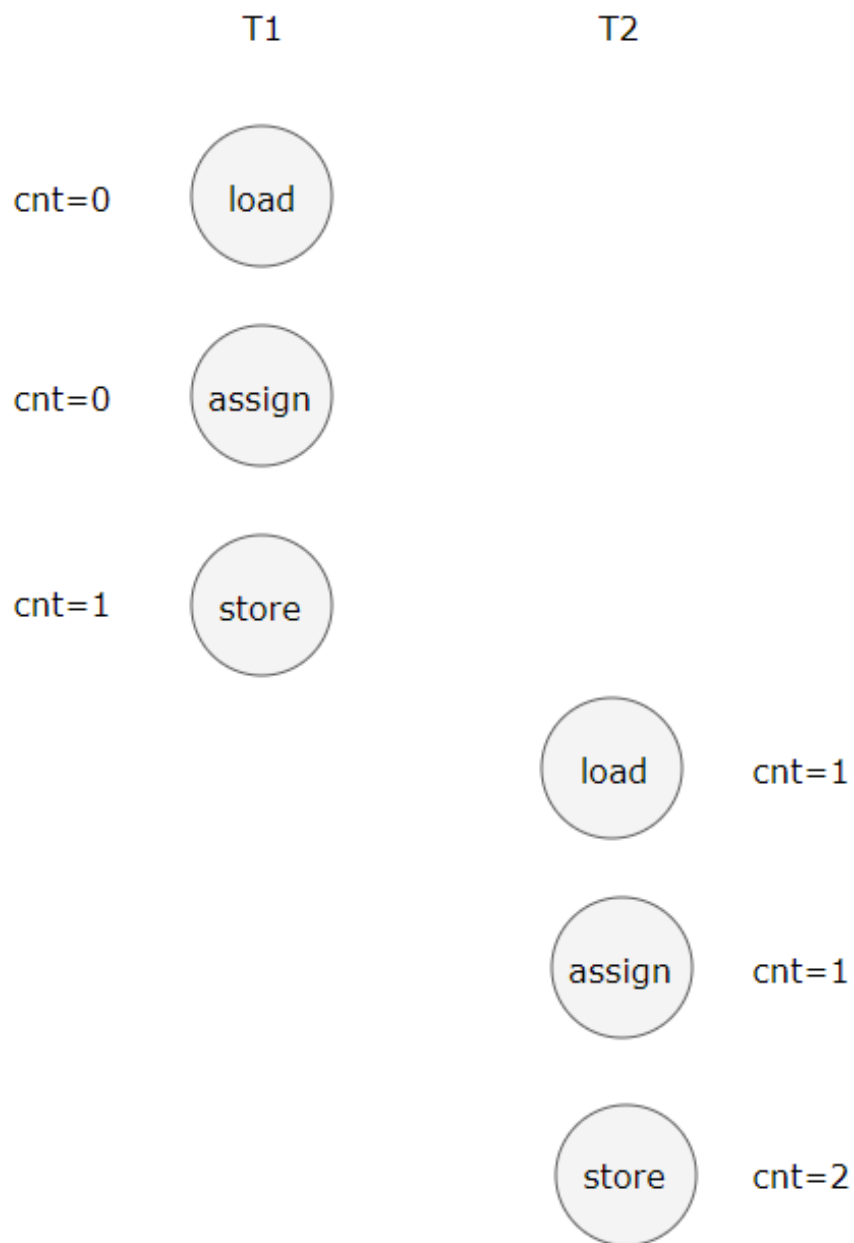 T1 T2
cnt=0 load
cnt=0 assign
cnt=1 store
load cnt=1
assign cnt=1
store cnt=2